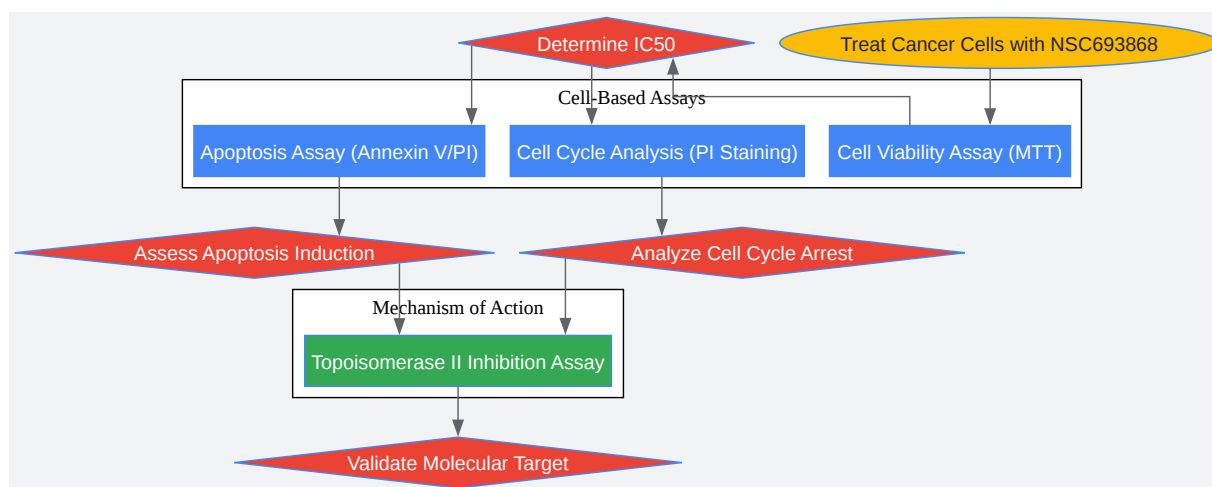 Determine IC50
Treat Cancer Cells with NSC693868
Cell-Based Assays
Apoptosis Assay (Annexin V/PI)
Cell Cycle Analysis (PI Staining)
Cell Viability Assay (MTT)
Assess Apoptosis Induction
Analyze Cell Cycle Arrest
Mechanism of Action
Topoisomerase II Inhibition Assay
Validate Molecular Target